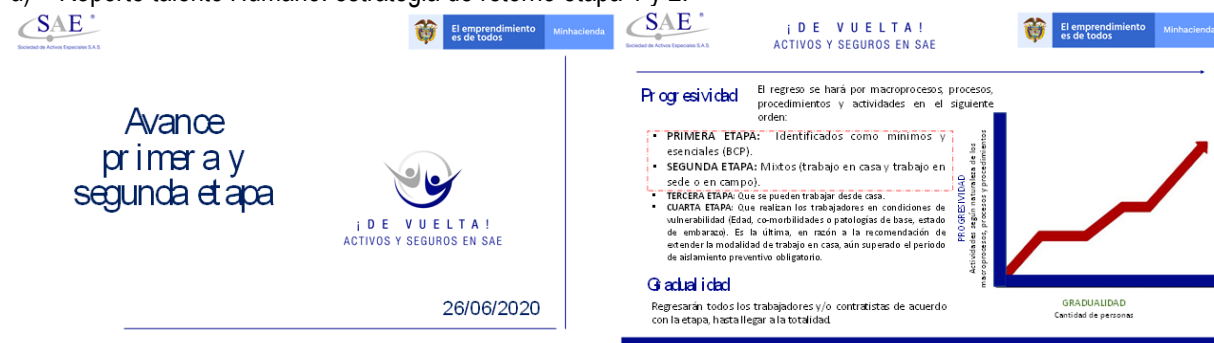 a) Reporte talento Humano: estrategia de retorno etapa 1 y 2.
SAE
Sociedad de Activos Especiales S.A.S.
El emprendimiento
es de todos
Minhacienda
Avance
primera y
segunda etapa
¡DE VUELTA!
ACTIVOS Y SEGUROS EN SAE
26/06/2020
SAE
Sociedad de Activos Especiales S.A.S.
¡DE VUELTA!
ACTIVOS Y SEGUROS EN SAE
El emprendimiento
es de todos
Minhacienda
Progresividad
El regreso se hará por macroprocesos, procesos,
procedimientos y actividades en el siguiente
orden:
▪ PRIMERA ETAPA: Identificados como mínimos y
esenciales (BCP).
▪ SEGUNDA ETAPA: Mixtos (trabajo en casa y trabajo en
sede o en campo).
▪ TERCERA ETAPA: Que se pueden trabajar desde casa.
▪ CUARTA ETAPA: Que realizan los trabajadores en condiciones de
vulnerabilidad (Edad, co-morbilidades o patologías de base, estado
de embarazo). Es la última, en razón a la recomendación de
extender la modalidad de trabajo en casa, aún superado el periodo
de aislamiento preventivo obligatorio.
Gradualidad
Regresarán todos los trabajadores y/o contratistas de acuerdo
con la etapa, hasta llegar a la totalidad.
PROGRESIVIDAD
Actividades según naturaleza de los
macroprocesos, procesos y procedimientos
GRADUALIDAD
Cantidad de personas